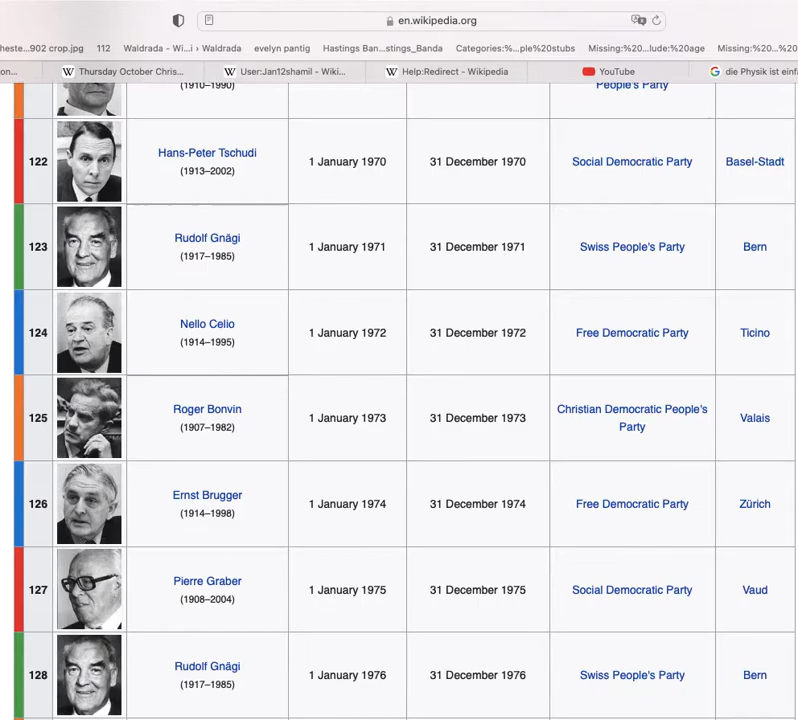 en.wikipedia.org
heste...902 crop.jpg 112 Waldrada - Wi...i › Waldrada evelyn pantig Hastings Ban...stings_Banda Categories:%...ple%20stubs Missing:%20...lude:%20age Missing:%20...%20
on... Thursday October Chris... User:Jan12shamil - Wiki... Help:Redirect - Wikipedia YouTube die Physik ist einfa
(1910–1990) People's Party
122 Hans-Peter Tschudi 1 January 1970 31 December 1970 Social Democratic Party Basel-Stadt
(1913–2002)
123 Rudolf Gnägi 1 January 1971 31 December 1971 Swiss People's Party Bern
(1917–1985)
124 Nello Celio 1 January 1972 31 December 1972 Free Democratic Party Ticino
(1914–1995)
125 Roger Bonvin 1 January 1973 31 December 1973 Christian Democratic People's Party Valais
(1907–1982)
126 Ernst Brugger 1 January 1974 31 December 1974 Free Democratic Party Zürich
(1914–1998)
127 Pierre Graber 1 January 1975 31 December 1975 Social Democratic Party Vaud
(1908–2004)
128 Rudolf Gnägi 1 January 1976 31 December 1976 Swiss People's Party Bern
(1917–1985)